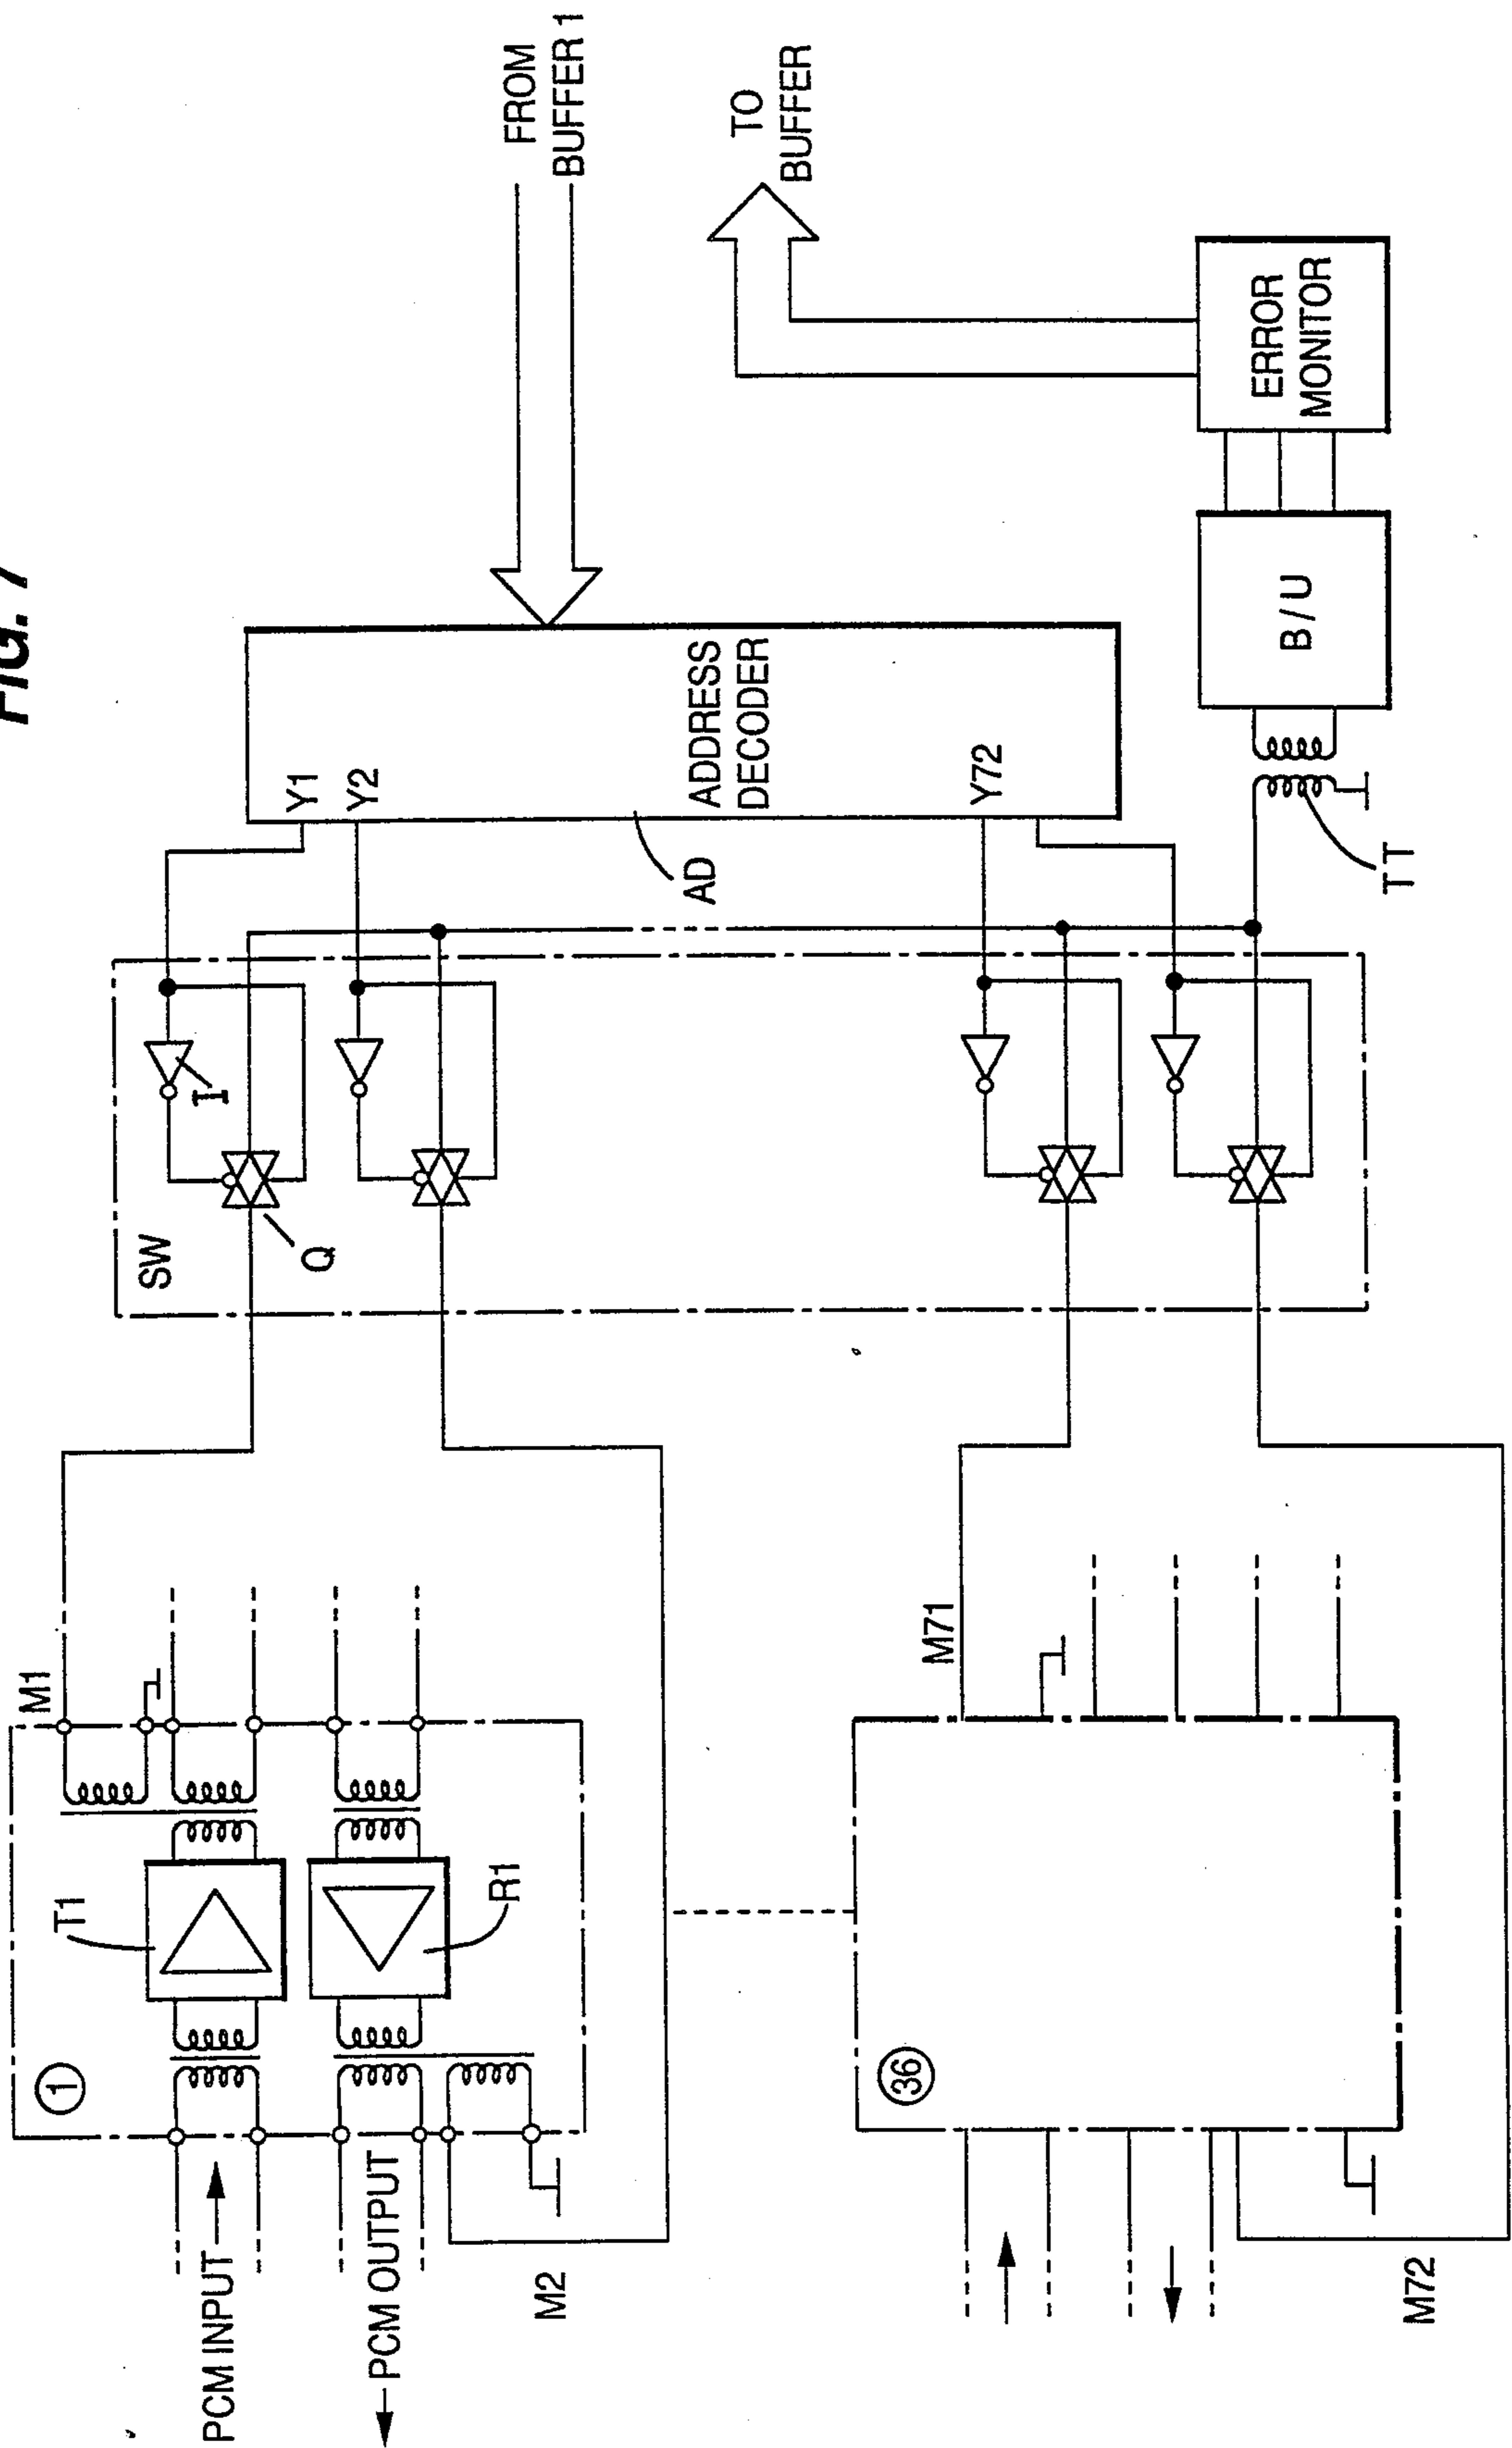 FIG. 7
PCM INPUT
PCM OUTPUT
1
T1
R1
M1
M2
SW
I
Q
Y1
Y2
Y72
AD
ADDRESS
DECODER
FROM
BUFFER 1
TO
BUFFER
36
M71
M72
TT
B/U
ERROR
MONITOR